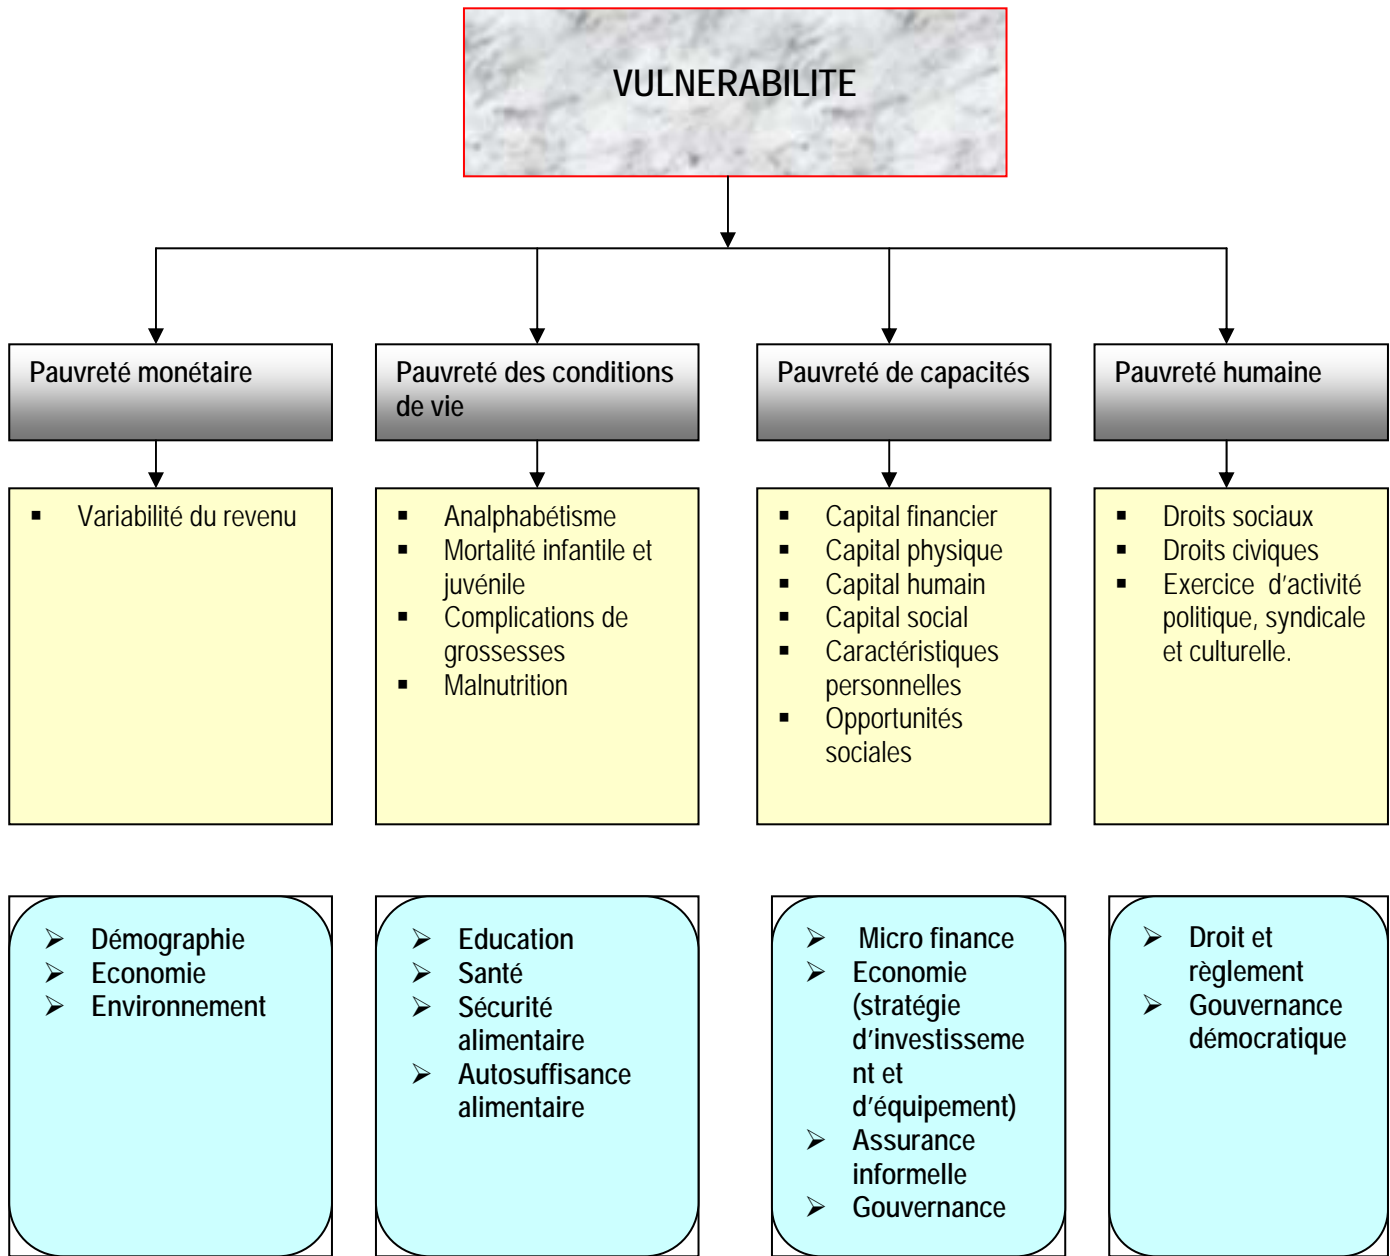 VULNERABILITE
Pauvreté monétaire
Pauvreté des conditions
de vie
Pauvreté de capacités
Pauvreté humaine
▪ Variabilité du revenu
▪ Analphabétisme
▪ Mortalité infantile et
juvénile
▪ Complications de
grossesses
▪ Malnutrition
▪ Capital financier
▪ Capital physique
▪ Capital humain
▪ Capital social
▪ Caractéristiques
personnelles
▪ Opportunités
sociales
▪ Droits sociaux
▪ Droits civiques
▪ Exercice d'activité
politique, syndicale
et culturelle.
➢ Démographie
➢ Economie
➢ Environnement
➢ Education
➢ Santé
➢ Sécurité
alimentaire
➢ Autosuffisance
alimentaire
➢ Micro finance
➢ Economie
(stratégie
d'investisseme
nt et
d'équipement)
➢ Assurance
informelle
➢ Gouvernance
➢ Droit et
règlement
➢ Gouvernance
démocratique